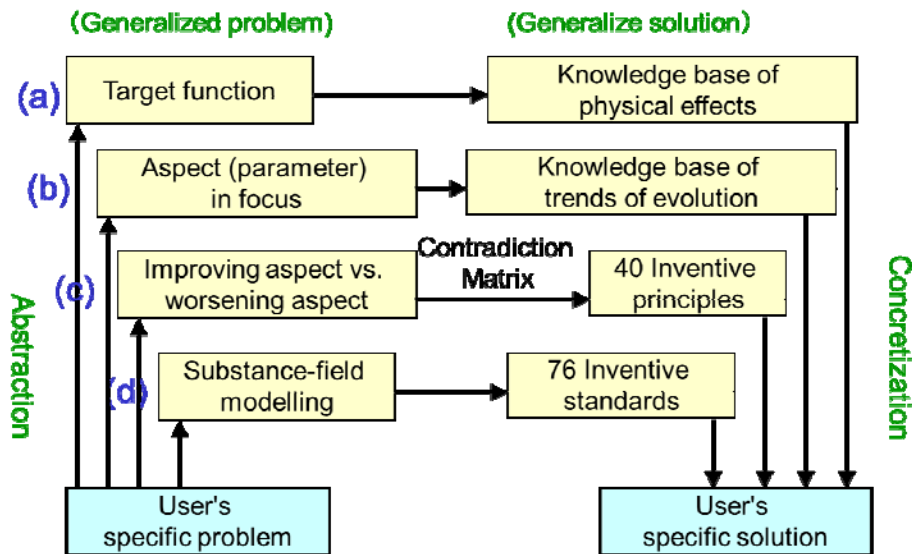 (Generalized problem)
(Generalize solution)
(a)
Target function
Knowledge base of
physical effects
(b)
Aspect (parameter)
in focus
Knowledge base of
trends of evolution
(c)
Improving aspect vs.
worsening aspect
Contradiction
Matrix
40 Inventive
principles
(d)
Substance-field
modelling
76 Inventive
standards
Abstraction
Concretization
User's
specific problem
User's
specific solution